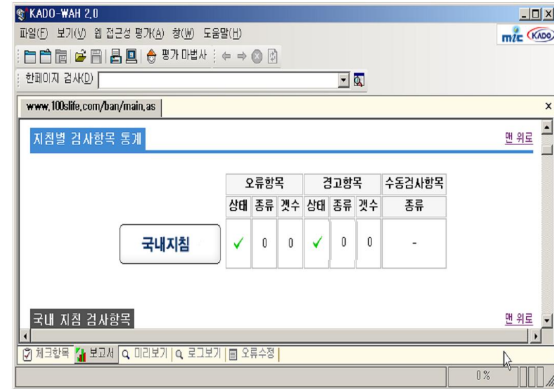 KADO-WAH 2.0
파일(F) 보기(V) 웹 접근성 평가(A) 창(W) 도움말(H)
mic KADO
평가마법사
한페이지 검사(D)
www.100slife.com/ban/main.as
지침별 검사항목 통계 맨 위로
오류항목 경고항목 수동검사항목
상태 종류 갯수 상태 종류 갯수 종류
국내지침 ✓ 0 0 ✓ 0 0 -
국내 지침 검사항목 맨 위로
체크항목 보고서 미리보기 로그보기 오류수정
0 %